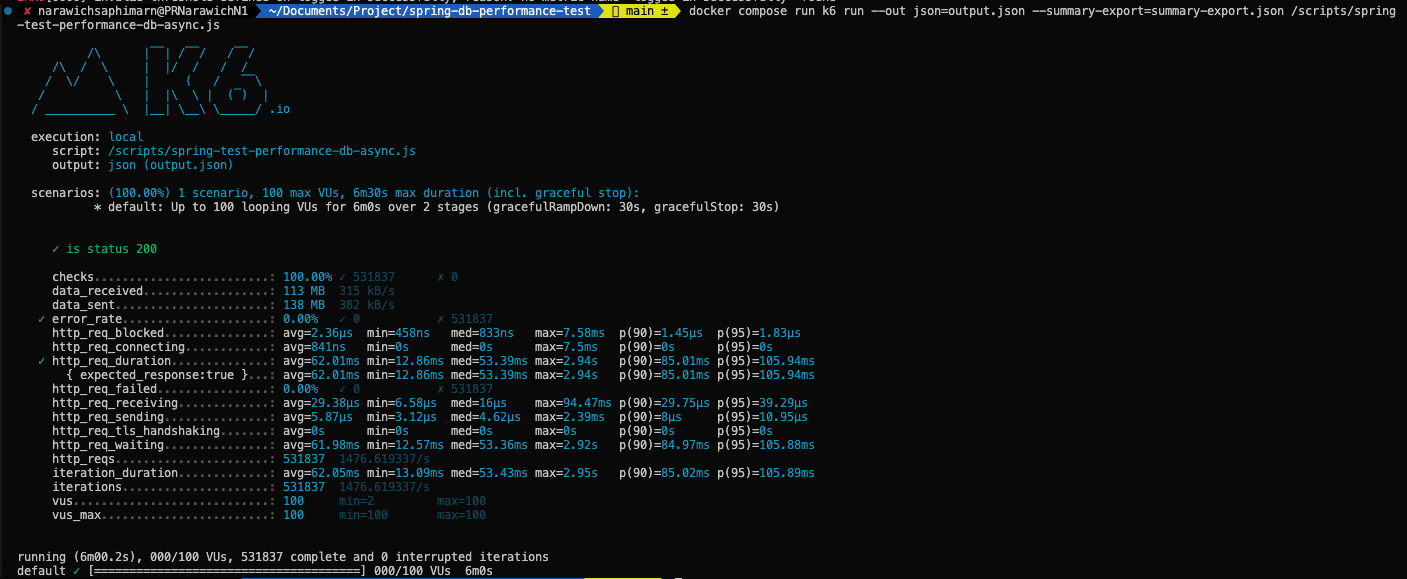 ✗ narawichsaphimarn@PRNarawichN1 ~/Documents/Project/spring-db-performance-test main ± docker compose run k6 run --out json=output.json --summary-export=summary-export.json /scripts/spring
-test-performance-db-async.js
/\ |‾‾| /‾‾/ /‾‾/
/\ / \ | |/ / / /
/ \/ \ | ( / ‾‾\
/ \ | |\ \ | (‾) |
/ __________ \ |__| \__\ \_____/ .io
execution: local
script: /scripts/spring-test-performance-db-async.js
output: json (output.json)
scenarios: (100.00%) 1 scenario, 100 max VUs, 6m30s max duration (incl. graceful stop):
* default: Up to 100 looping VUs for 6m0s over 2 stages (gracefulRampDown: 30s, gracefulStop: 30s)
✓ is status 200
checks.........................: 100.00% ✓ 531837 ✗ 0
data_received..................: 113 MB 315 kB/s
data_sent......................: 138 MB 382 kB/s
✓ error_rate.....................: 0.00% ✓ 0 ✗ 531837
http_req_blocked...............: avg=2.36µs min=458ns med=833ns max=7.58ms p(90)=1.45µs p(95)=1.83µs
http_req_connecting............: avg=841ns min=0s med=0s max=7.5ms p(90)=0s p(95)=0s
✓ http_req_duration..............: avg=62.01ms min=12.86ms med=53.39ms max=2.94s p(90)=85.01ms p(95)=105.94ms
{ expected_response:true }...: avg=62.01ms min=12.86ms med=53.39ms max=2.94s p(90)=85.01ms p(95)=105.94ms
http_req_failed................: 0.00% ✓ 0 ✗ 531837
http_req_receiving.............: avg=29.38µs min=6.58µs med=16µs max=94.47ms p(90)=29.75µs p(95)=39.29µs
http_req_sending...............: avg=5.87µs min=3.12µs med=4.62µs max=2.39ms p(90)=8µs p(95)=10.95µs
http_req_tls_handshaking.......: avg=0s min=0s med=0s max=0s p(90)=0s p(95)=0s
http_req_waiting...............: avg=61.98ms min=12.57ms med=53.36ms max=2.92s p(90)=84.97ms p(95)=105.88ms
http_reqs......................: 531837 1476.619337/s
iteration_duration.............: avg=62.05ms min=13.09ms med=53.43ms max=2.95s p(90)=85.02ms p(95)=105.89ms
iterations.....................: 531837 1476.619337/s
vus............................: 100 min=2 max=100
vus_max........................: 100 min=100 max=100
running (6m00.2s), 000/100 VUs, 531837 complete and 0 interrupted iterations
default ✓ [======================================] 000/100 VUs 6m0s